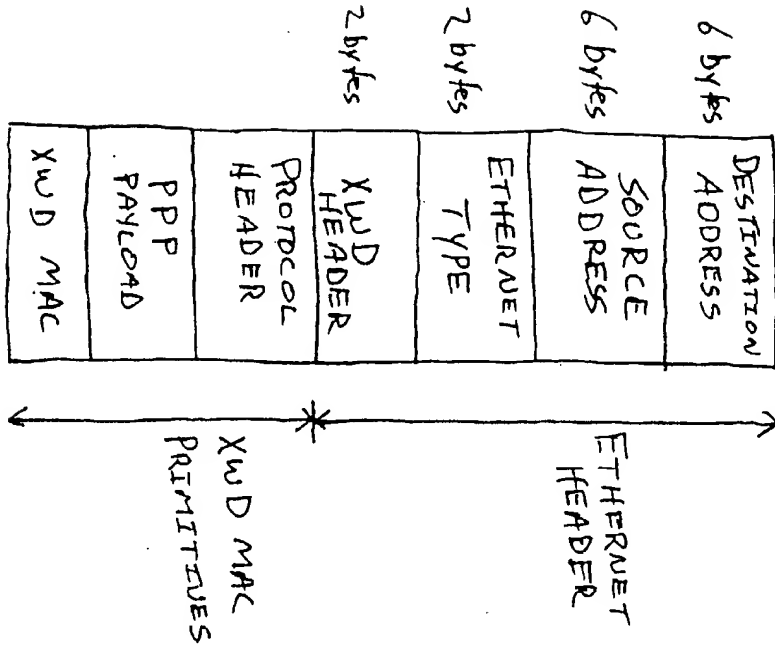 6 bytes
DESTINATION
ADDRESS
6 bytes
SOURCE
ADDRESS
2 bytes
ETHERNET
TYPE
2 bytes
XWD
HEADER
PROTOCOL
HEADER
PPP
PAYLOAD
XWD MAC
ETHERNET
HEADER
XWD MAC
PRIMITIVES